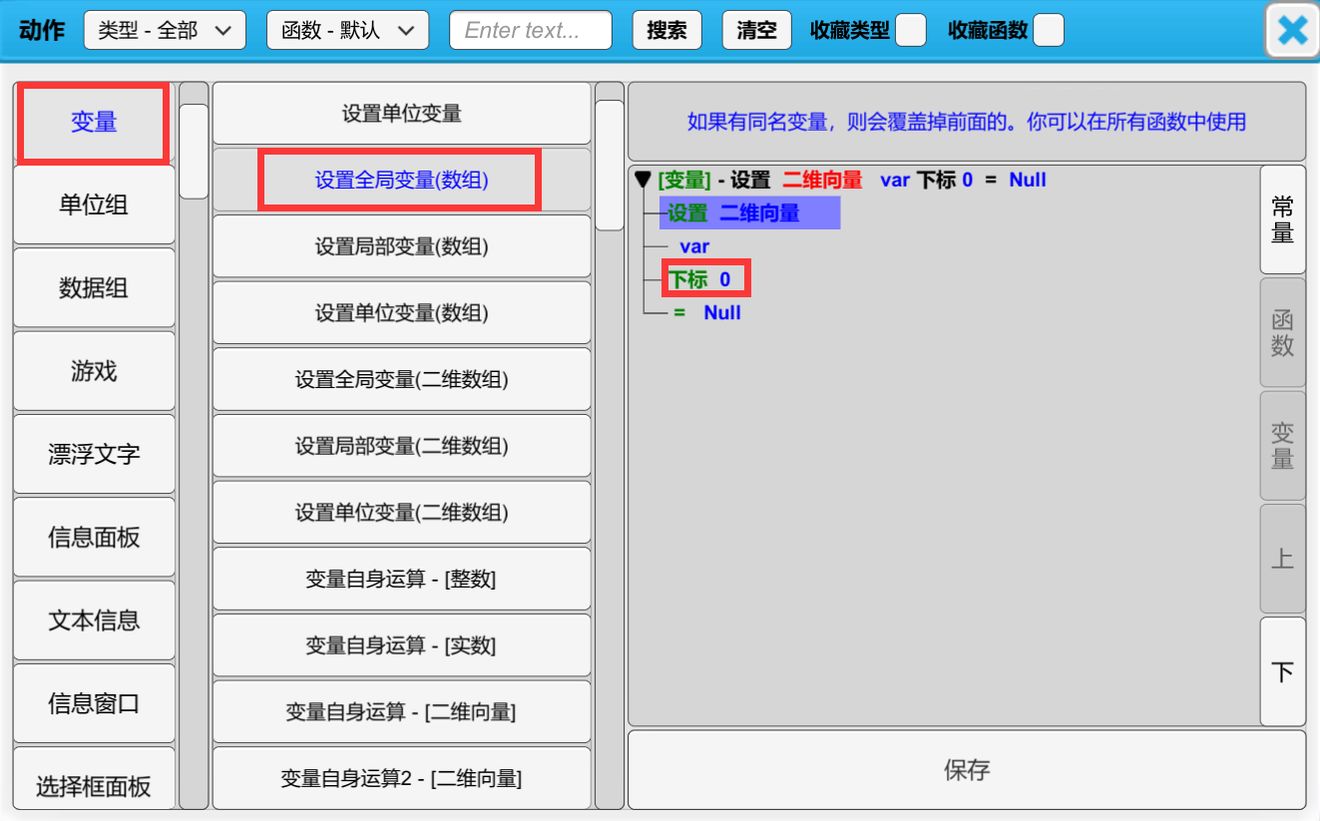 动作 类型 - 全部 函数 - 默认 Enter text... 搜索 清空 收藏类型 收藏函数
变量
单位组
数据组
游戏
漂浮文字
信息面板
文本信息
信息窗口
选择框面板
设置单位变量
设置全局变量(数组)
设置局部变量(数组)
设置单位变量(数组)
设置全局变量(二维数组)
设置局部变量(二维数组)
设置单位变量(二维数组)
变量自身运算 - [整数]
变量自身运算 - [实数]
变量自身运算 - [二维向量]
变量自身运算2 - [二维向量]
如果有同名变量，则会覆盖掉前面的。你可以在所有函数中使用
[变量] - 设置 二维向量 var 下标 0 = Null
设置 二维向量
var
下标 0
= Null
常量
函数
变量
上
下
保存